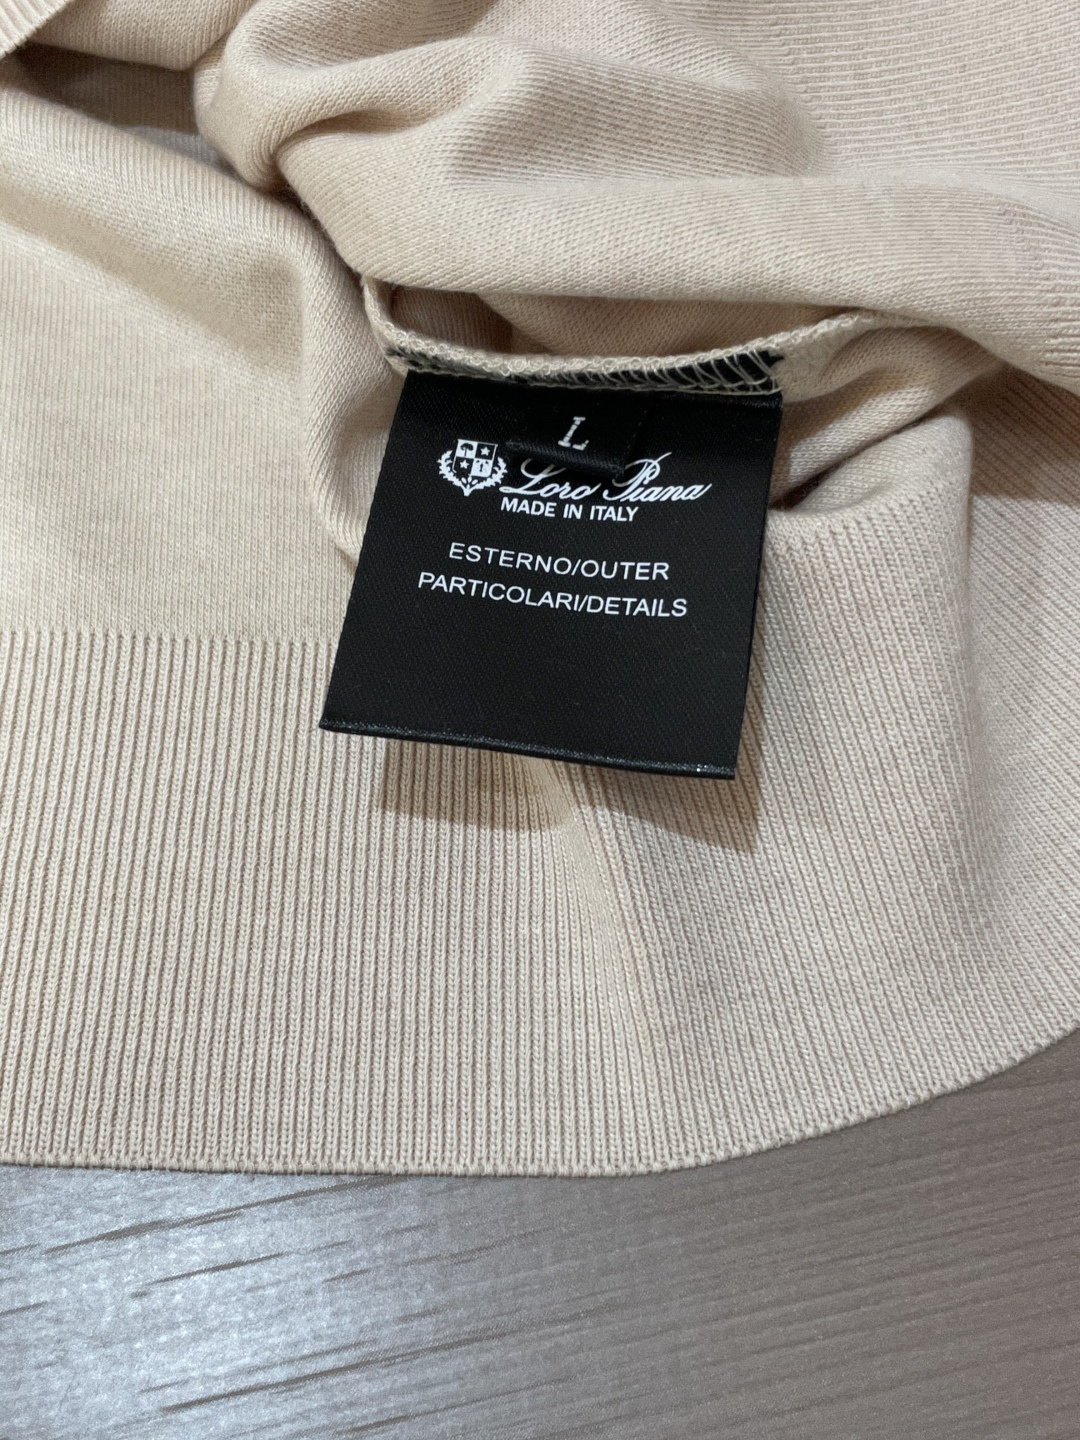 L
Loro Piana
MADE IN ITALY
ESTERNO/OUTER
PARTICOLARI/DETAILS